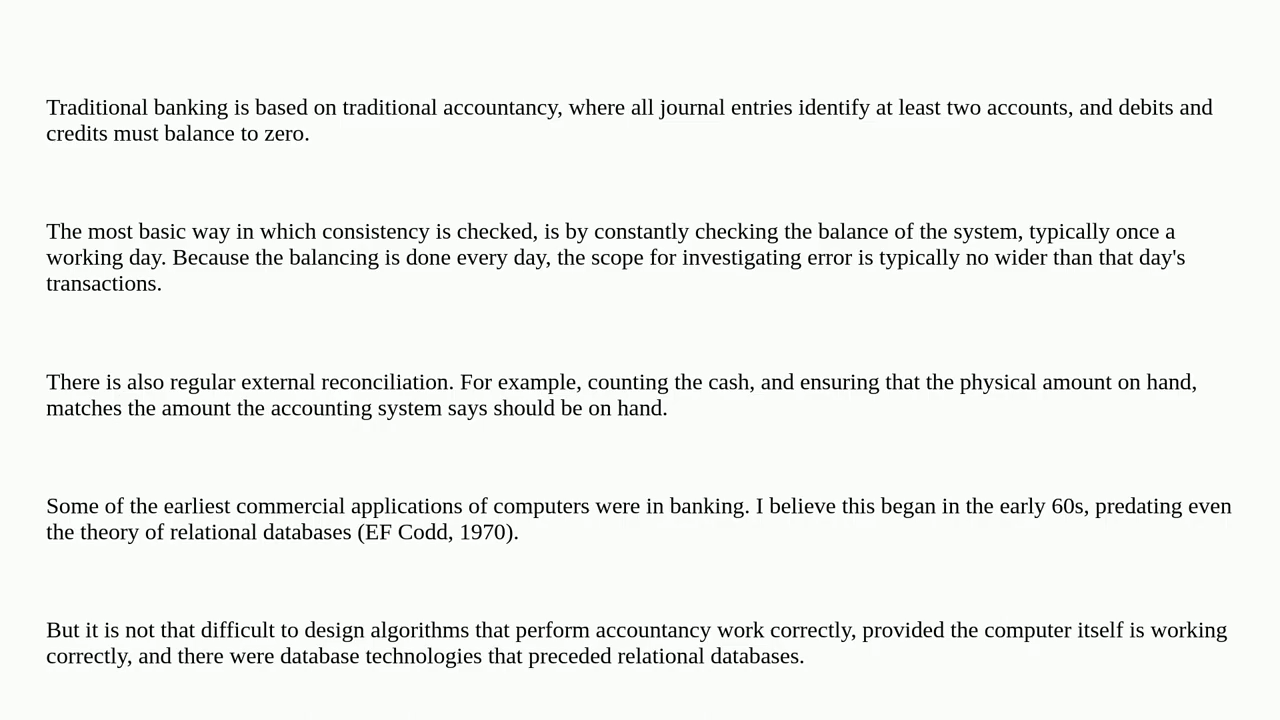 Traditional banking is based on traditional accountancy, where all journal entries identify at least two accounts, and debits and
credits must balance to zero.
The most basic way in which consistency is checked, is by constantly checking the balance of the system, typically once a
working day. Because the balancing is done every day, the scope for investigating error is typically no wider than that day's
transactions.
There is also regular external reconciliation. For example, counting the cash, and ensuring that the physical amount on hand,
matches the amount the accounting system says should be on hand.
Some of the earliest commercial applications of computers were in banking. I believe this began in the early 60s, predating even
the theory of relational databases (EF Codd, 1970).
But it is not that difficult to design algorithms that perform accountancy work correctly, provided the computer itself is working
correctly, and there were database technologies that preceded relational databases.